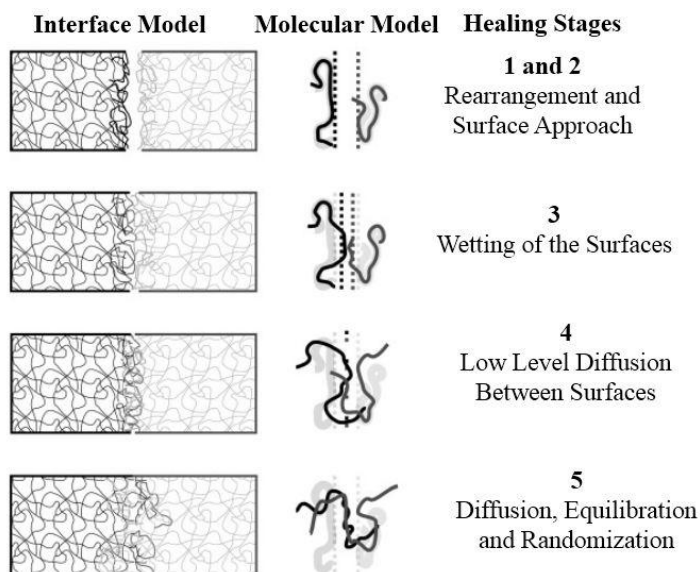 Interface Model Molecular Model Healing Stages
1 and 2
Rearrangement and
Surface Approach
3
Wetting of the Surfaces
4
Low Level Diffusion
Between Surfaces
5
Diffusion, Equilibration
and Randomization